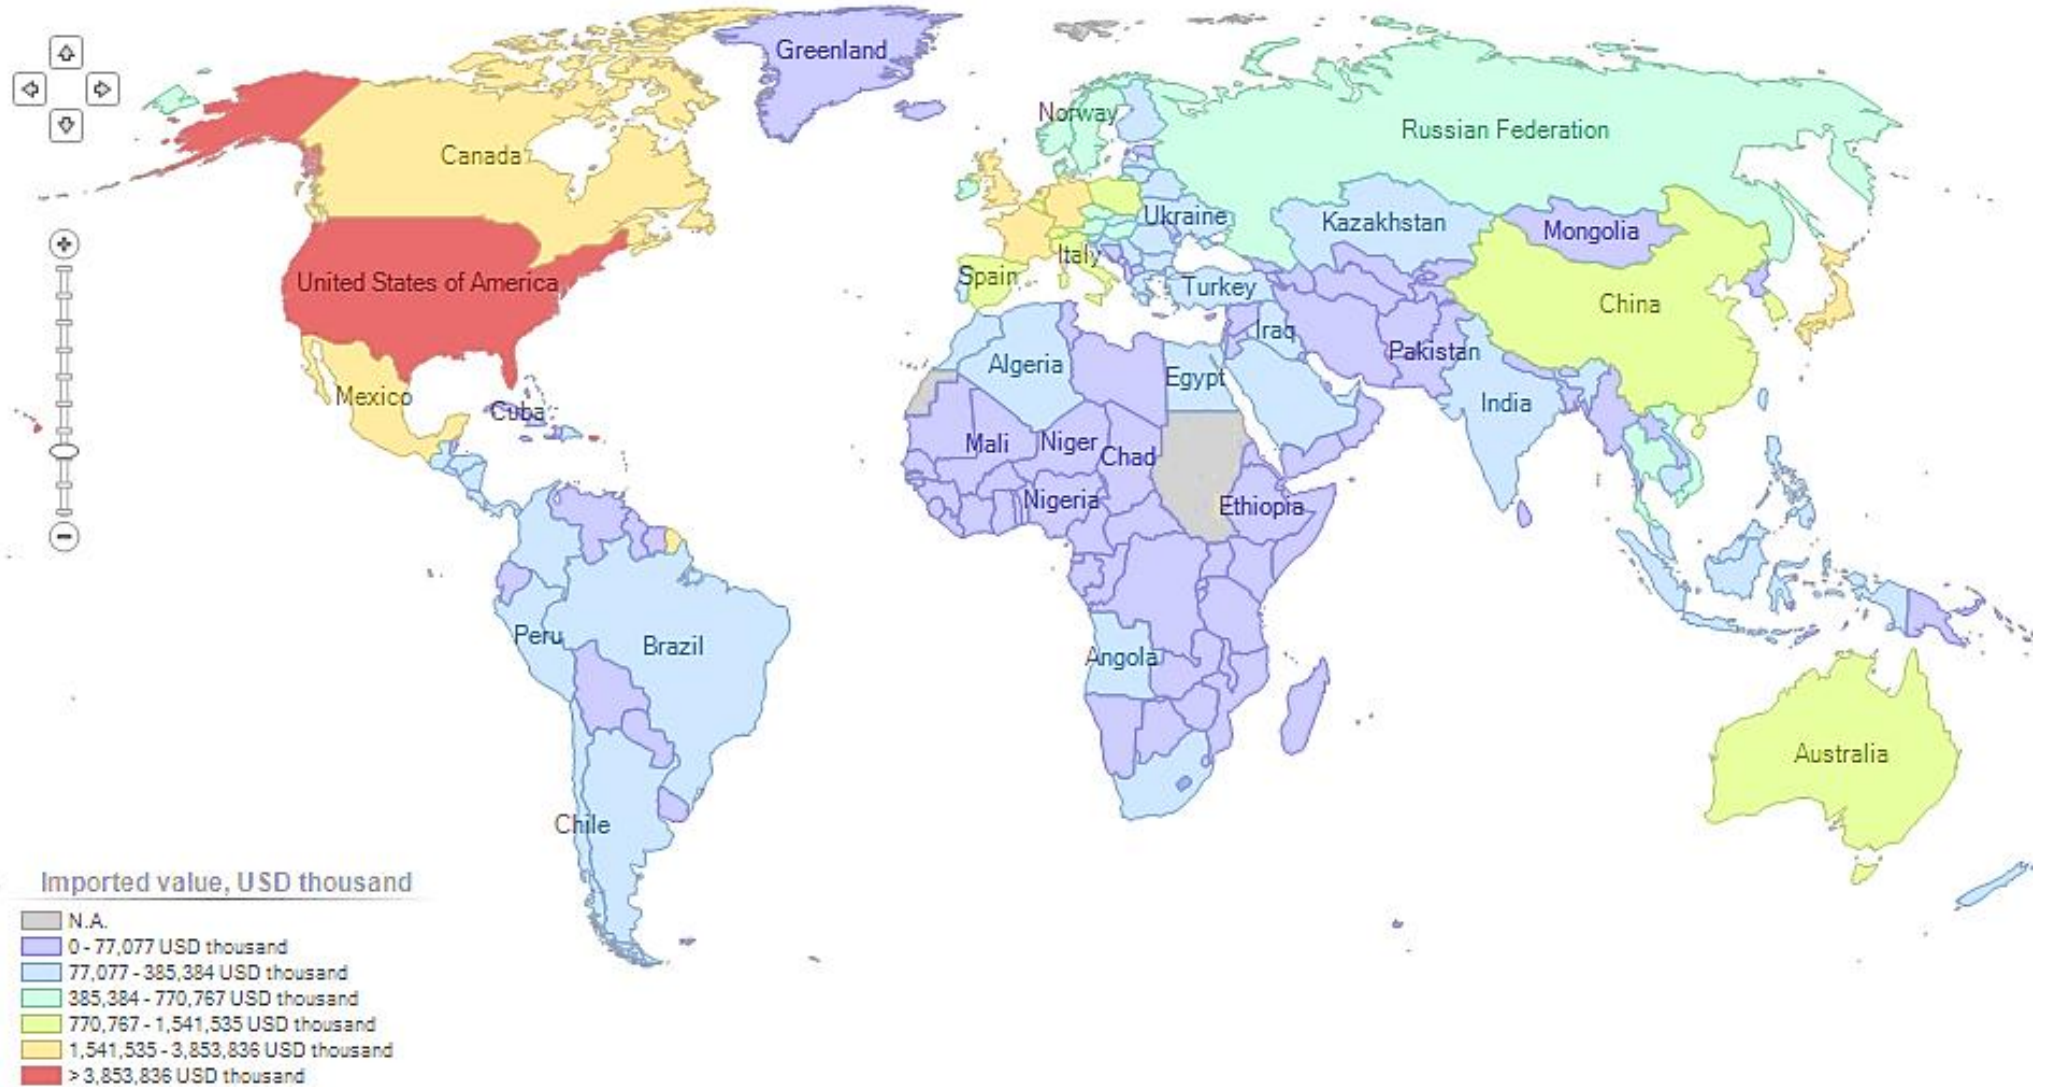 Greenland
Norway
Russian Federation
Canada
Ukraine
Kazakhstan
Mongolia
Italy
Spain
United States of America
Turkey
China
Iraq
Pakistan
Algeria
Egypt
Mexico
Cuba
India
Mali
Niger
Chad
Nigeria
Ethiopia
Peru
Brazil
Angola
Australia
Chile
Imported value, USD thousand
N.A.
0 - 77,077 USD thousand
77,077 - 385,384 USD thousand
385,384 - 770,767 USD thousand
770,767 - 1,541,535 USD thousand
1,541,535 - 3,853,836 USD thousand
> 3,853,836 USD thousand